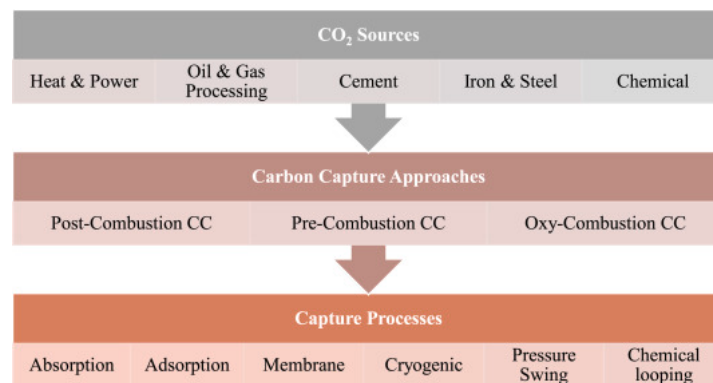 CO₂ Sources
Heat & Power
Oil & Gas
Processing
Cement
Iron & Steel
Chemical
Carbon Capture Approaches
Post-Combustion CC
Pre-Combustion CC
Oxy-Combustion CC
Capture Processes
Absorption
Adsorption
Membrane
Cryogenic
Pressure
Swing
Chemical
looping